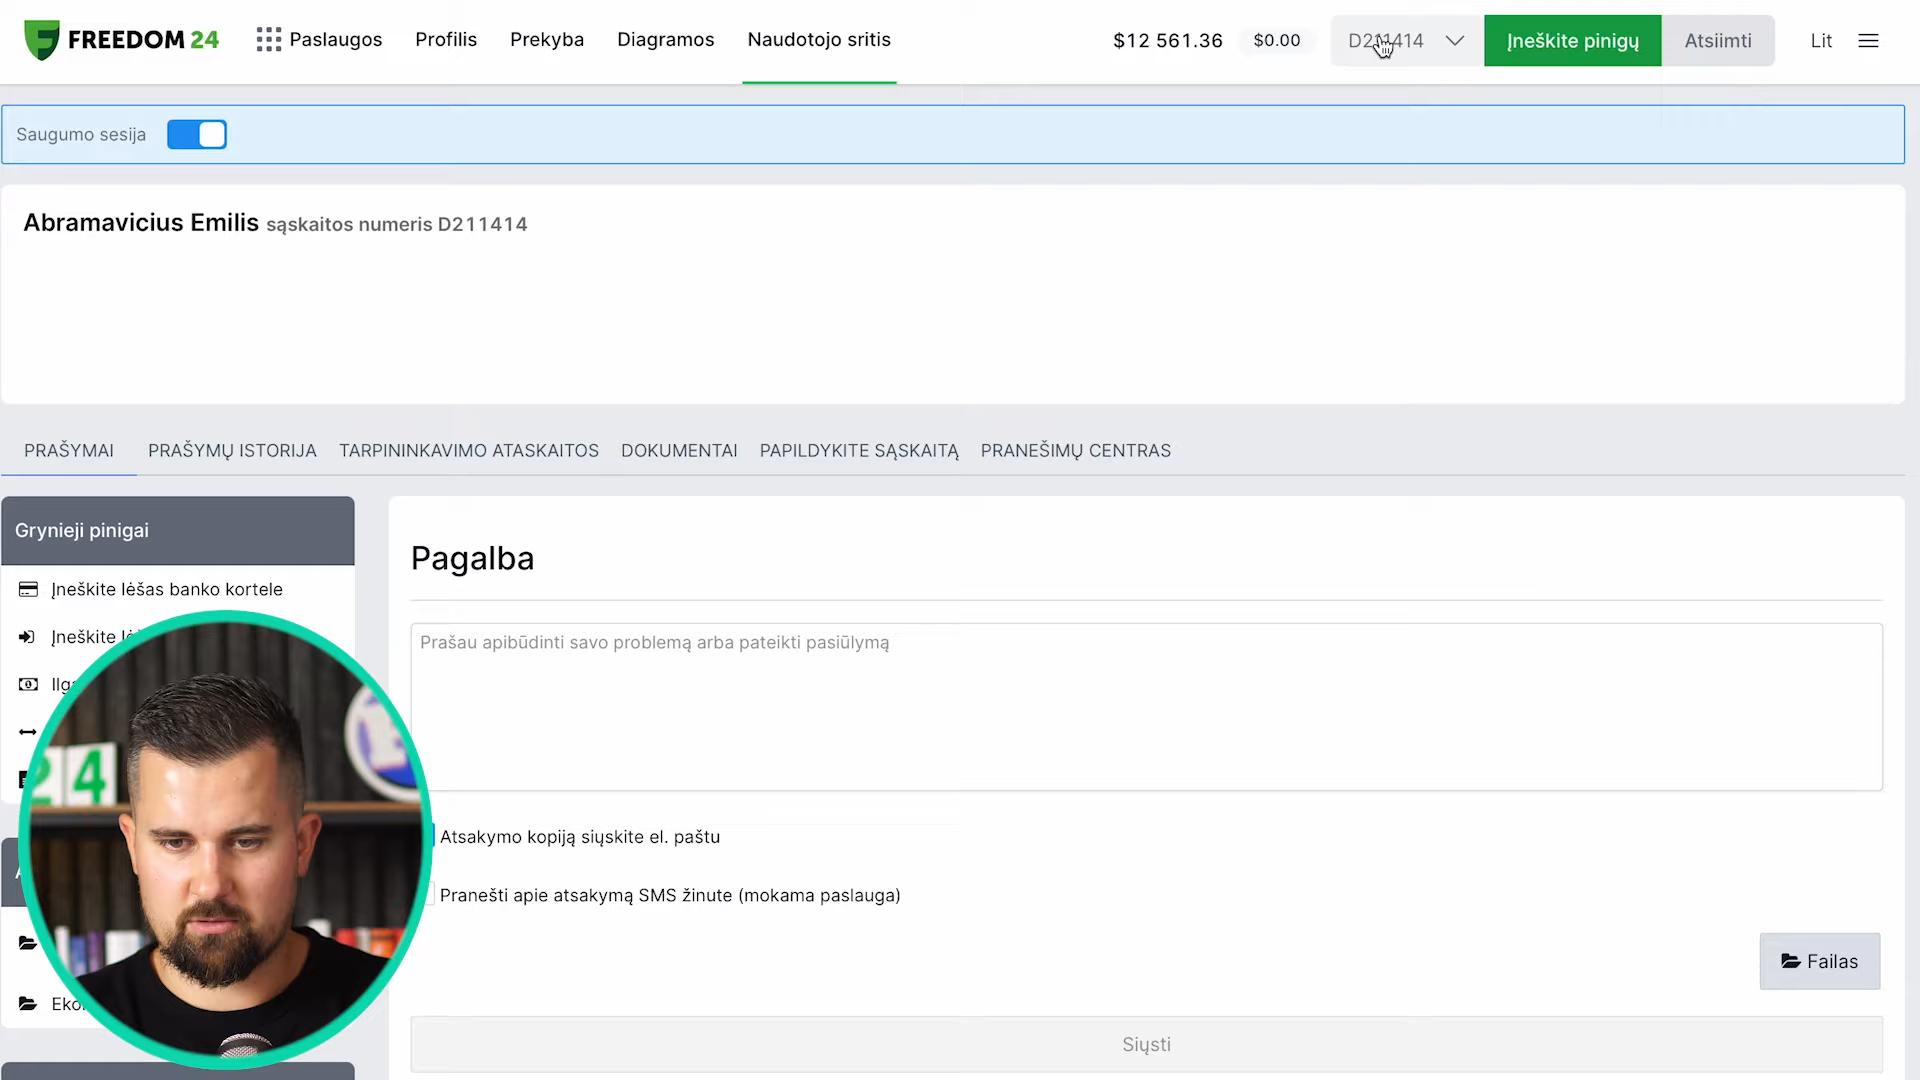 FREEDOM 24
Paslaugos
Profilis
Prekyba
Diagramos
Naudotojo sritis
$12 561.36
$0.00
D211414
Įneškite pinigų
Atsiimti
Lit
Saugumo sesija
Abramavicius Emilis sąskaitos numeris D211414
PRAŠYMAI
PRAŠYMŲ ISTORIJA
TARPININKAVIMO ATASKAITOS
DOKUMENTAI
PAPILDYKITE SĄSKAITĄ
PRANEŠIMŲ CENTRAS
Grynieji pinigai
Įneškite lėšas banko kortele
Įneškite
Pagalba
Prašau apibūdinti savo problemą arba pateikti pasiūlymą
24
Atsakymo kopiją siųskite el. paštu
Pranešti apie atsakymą SMS žinute (mokama paslauga)
Failas
Siųsti